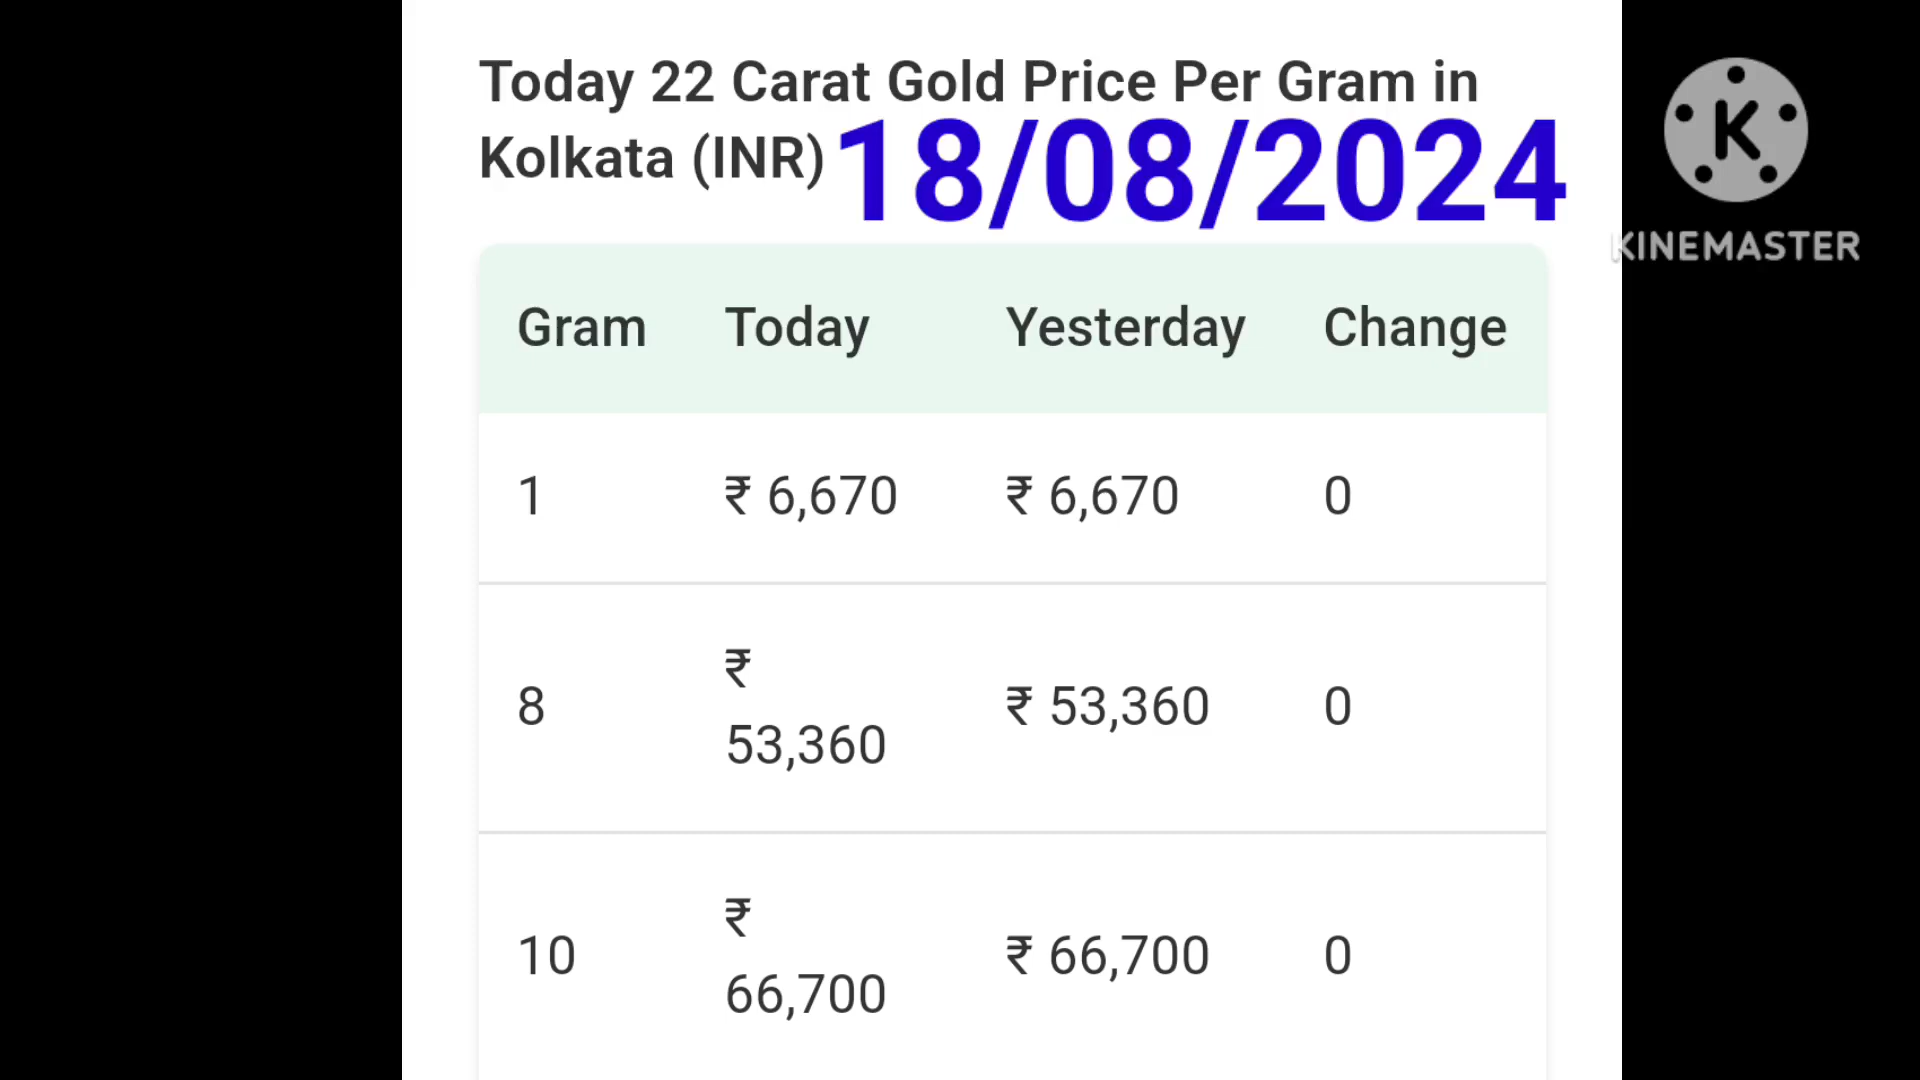 Today 22 Carat Gold Price Per Gram in
Kolkata (INR) 18/08/2024
K
KINEMASTER
Gram Today Yesterday Change
1 ₹ 6,670 ₹ 6,670 0
8 ₹ 53,360 ₹ 53,360 0
10 ₹ 66,700 ₹ 66,700 0